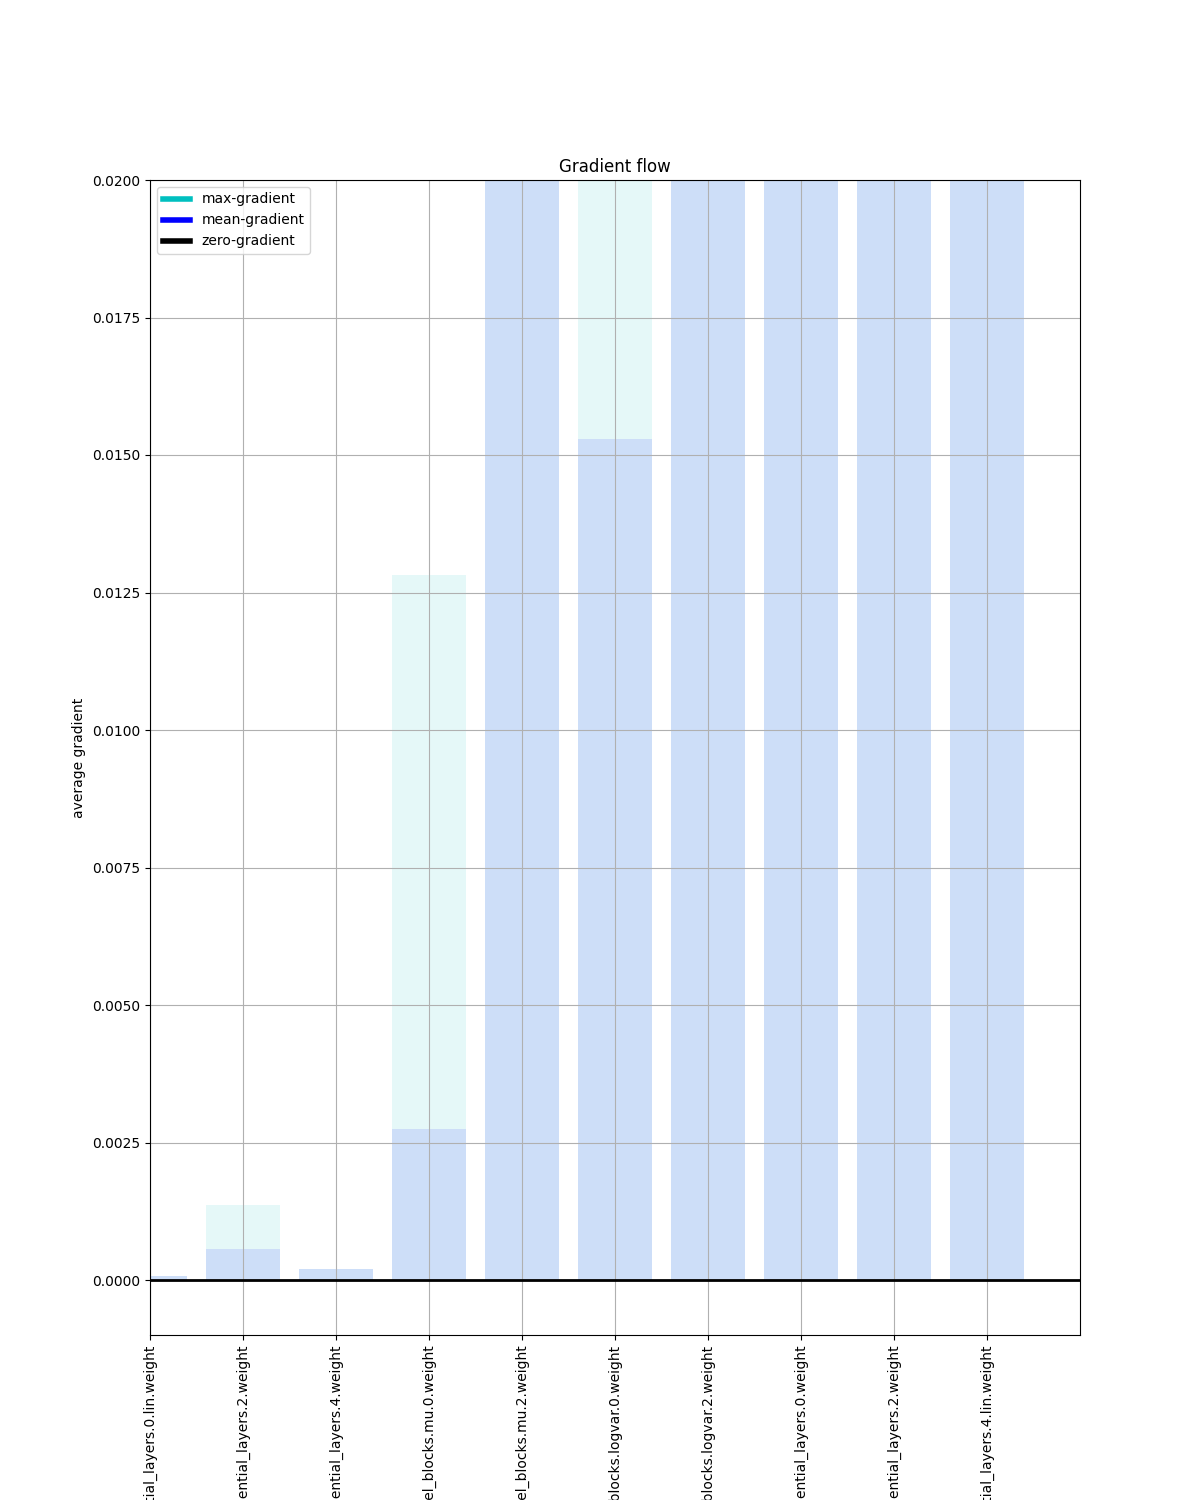 Gradient flow
max-gradient
mean-gradient
zero-gradient
average gradient
0.0200
0.0175
0.0150
0.0125
0.0100
0.0075
0.0050
0.0025
0.0000
tial_layers.0.lin.weight
ential_layers.2.weight
ential_layers.4.weight
el_blocks.mu.0.weight
el_blocks.mu.2.weight
blocks.logvar.0.weight
blocks.logvar.2.weight
ential_layers.0.weight
ential_layers.2.weight
tial_layers.4.lin.weight